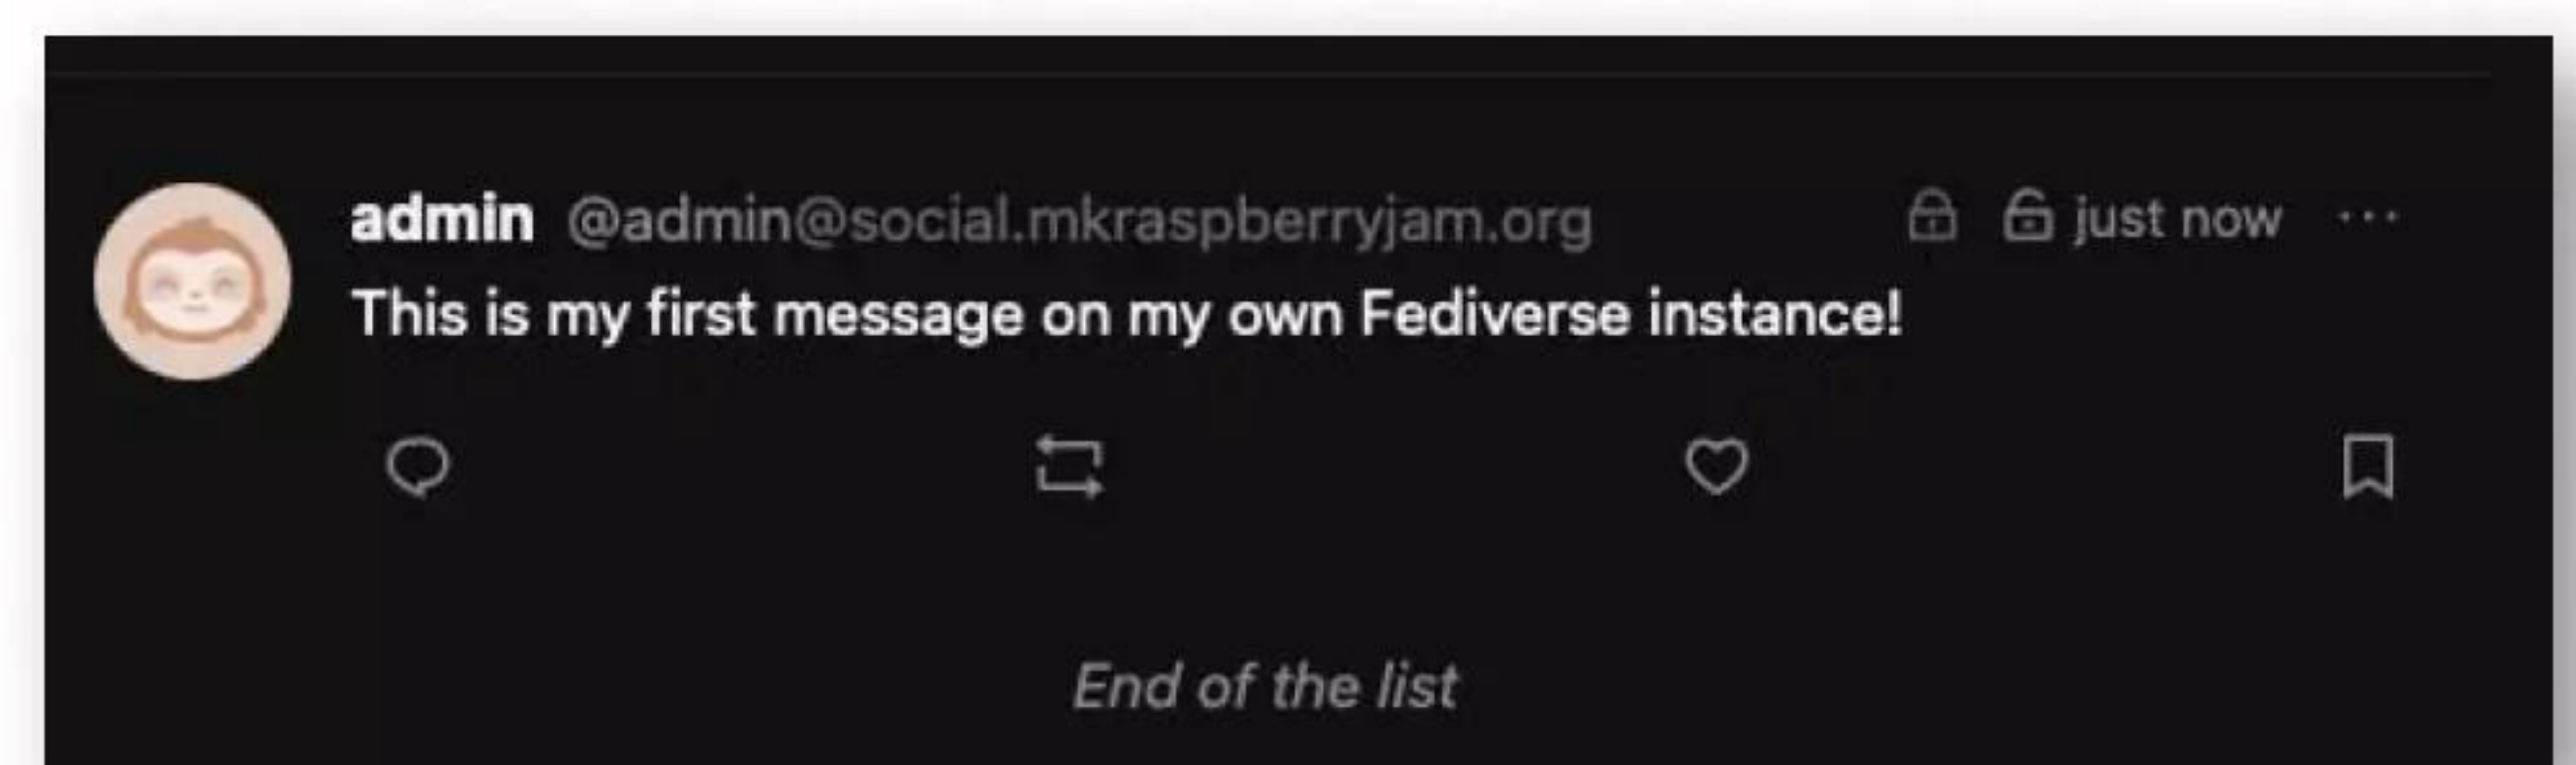 admin @admin@social.mkraspberryjam.org just now ...
This is my first message on my own Fediverse instance!
End of the list